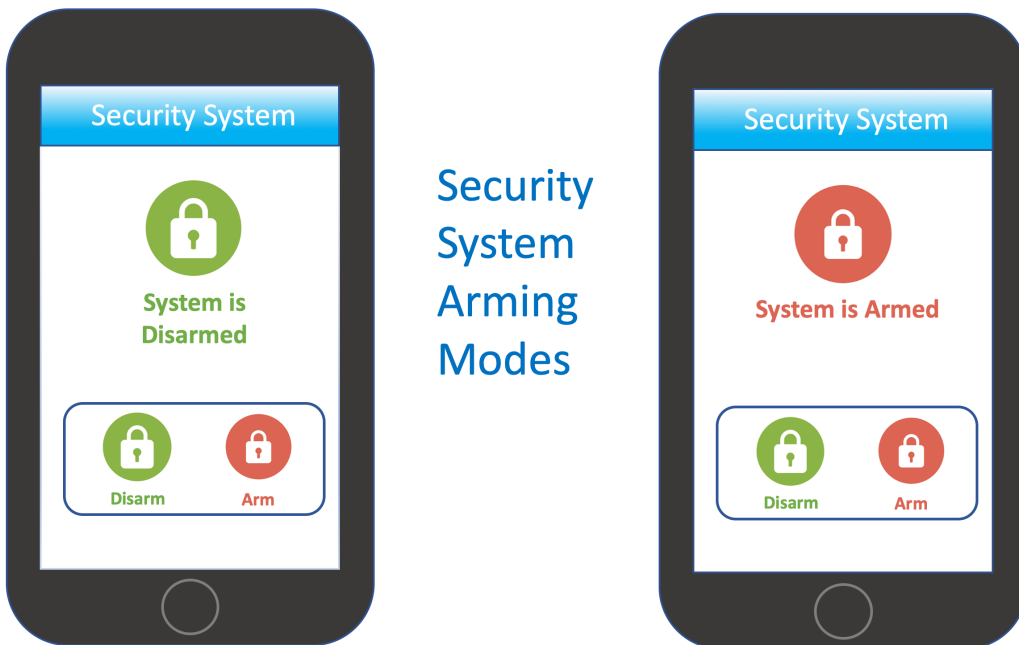 Security System
System is
Disarmed
Disarm
Arm
Security
System
Arming
Modes
Security System
System is Armed
Disarm
Arm